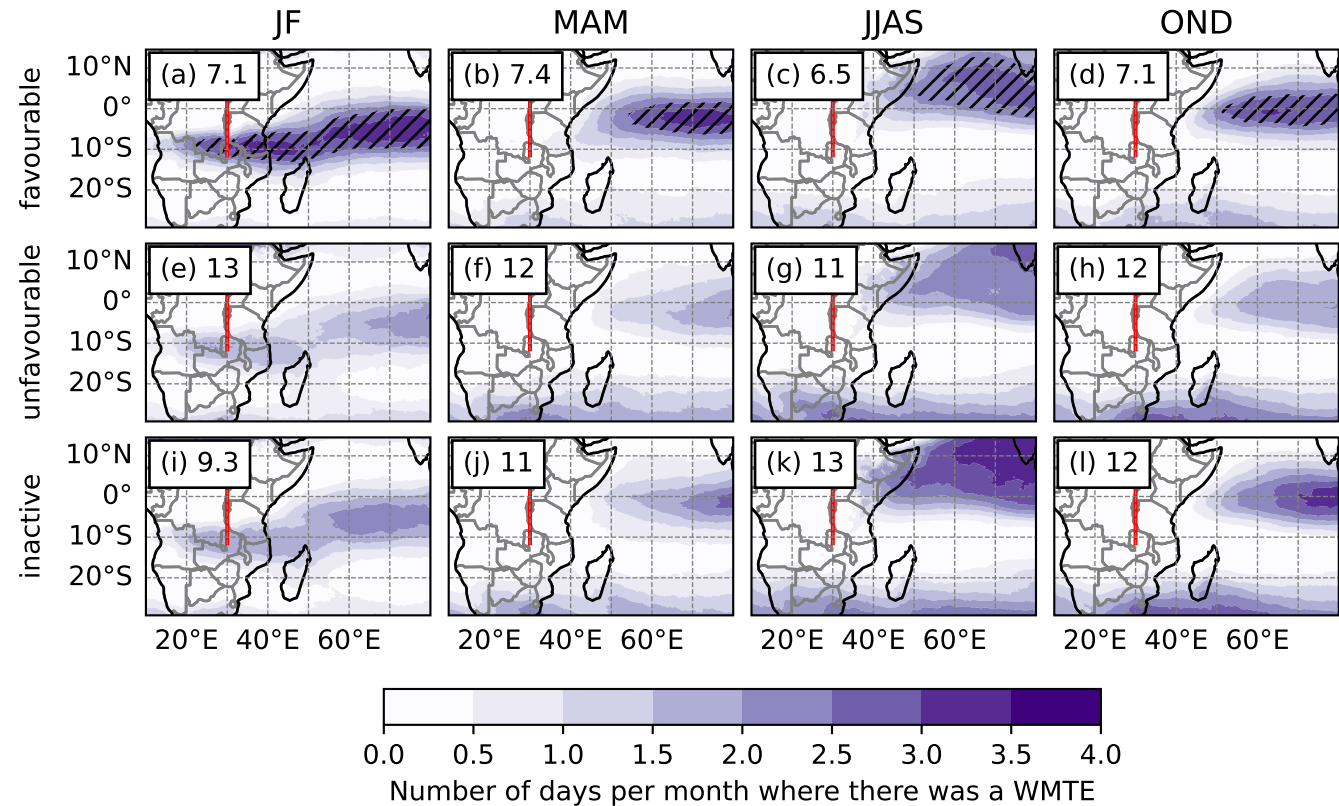 JF MAM JJAS OND
favourable
10°N
0°
10°S
20°S
(a) 7.1
(b) 7.4
(c) 6.5
(d) 7.1
unfavourable
10°N
0°
10°S
20°S
(e) 13
(f) 12
(g) 11
(h) 12
inactive
10°N
0°
10°S
20°S
(i) 9.3
(j) 11
(k) 13
(l) 12
20°E 40°E 60°E 20°E 40°E 60°E 20°E 40°E 60°E 20°E 40°E 60°E
0.0 0.5 1.0 1.5 2.0 2.5 3.0 3.5 4.0
Number of days per month where there was a WMTE